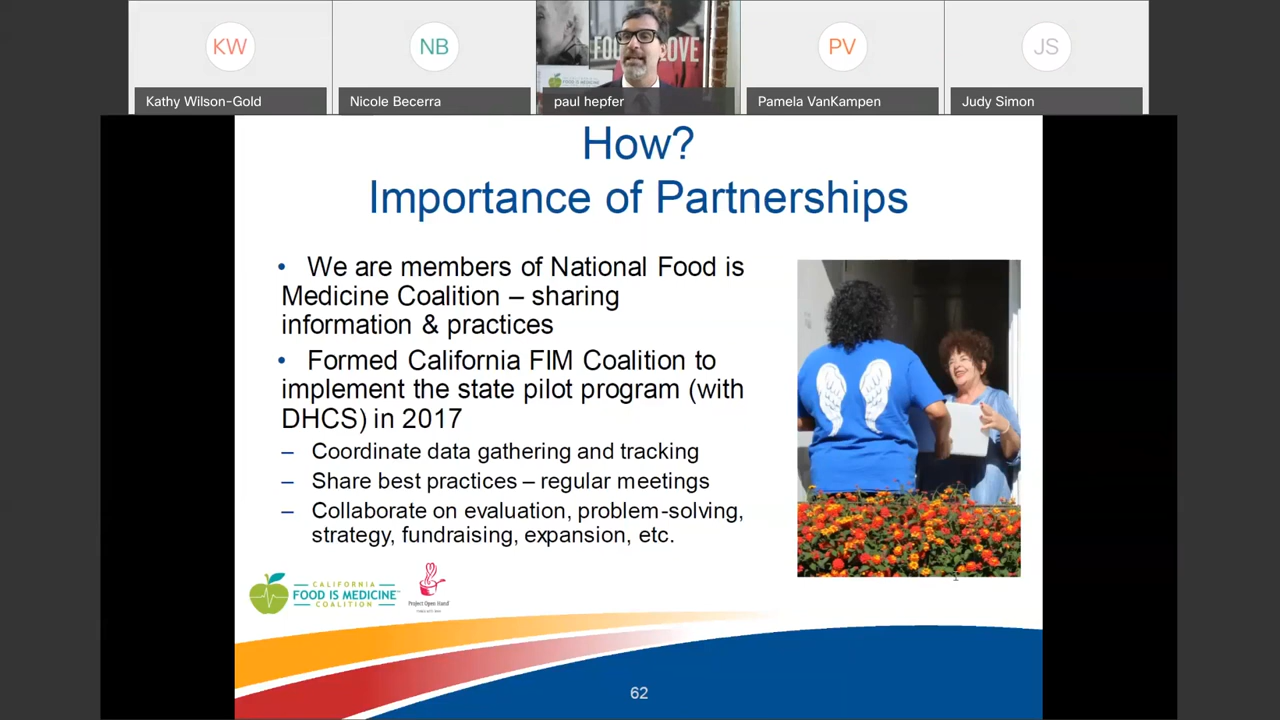 KW
NB
PV
JS
FOO
LOVE
Kathy Wilson-Gold
Nicole Becerra
paul hepfer
Pamela VanKampen
Judy Simon
How?
Importance of Partnerships
• We are members of National Food is
Medicine Coalition – sharing
information & practices
• Formed California FIM Coalition to
implement the state pilot program (with
DHCS) in 2017
– Coordinate data gathering and tracking
– Share best practices – regular meetings
– Collaborate on evaluation, problem-solving,
strategy, fundraising, expansion, etc.
CALIFORNIA
FOOD IS MEDICINE
COALITION
Project Open Hand
62